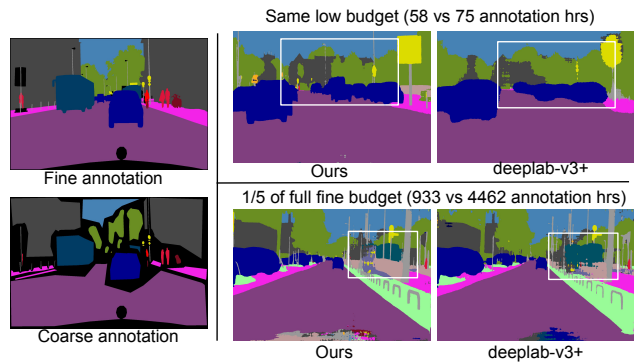 Same low budget (58 vs 75 annotation hrs)
Fine annotation
Ours
deeplab-v3+
1/5 of full fine budget (933 vs 4462 annotation hrs)
Coarse annotation
Ours
deeplab-v3+